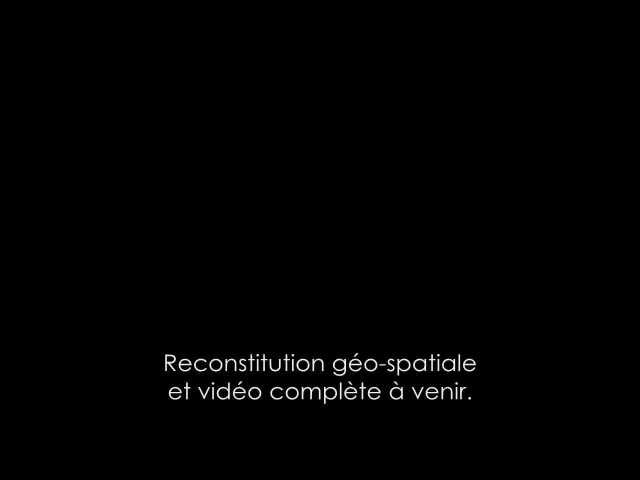 Reconstitution géo-spatiale
et vidéo complète à venir.